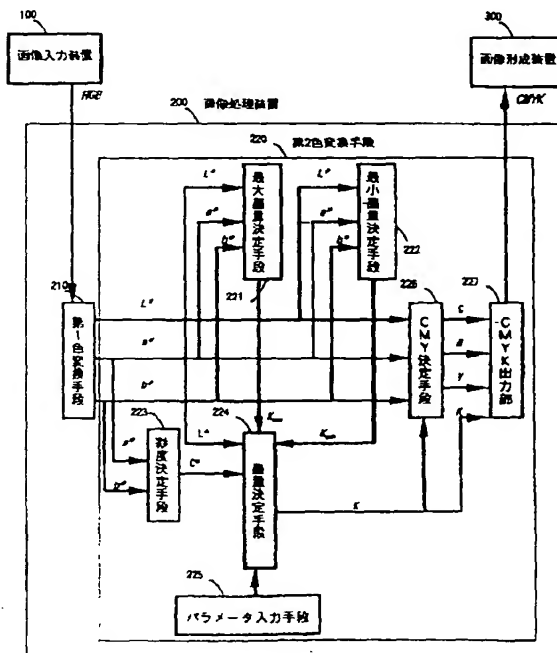 100
画像入力装置
RGB
300
画像形成装置
CMYK
200 画像処理装置
220 第2色変換手段
L*
a*
b*
最大墨量決定手段
221
L*
a*
b*
最小墨量決定手段
222
210
第1色変換手段
L*
a*
b*
226
CMY決定手段
C
M
Y
K
227
CMYK出力部
a*
b*
223
彩度決定手段
C*
L*
224
墨量決定手段
Kmax
Kmin
K
225
パラメータ入力手段